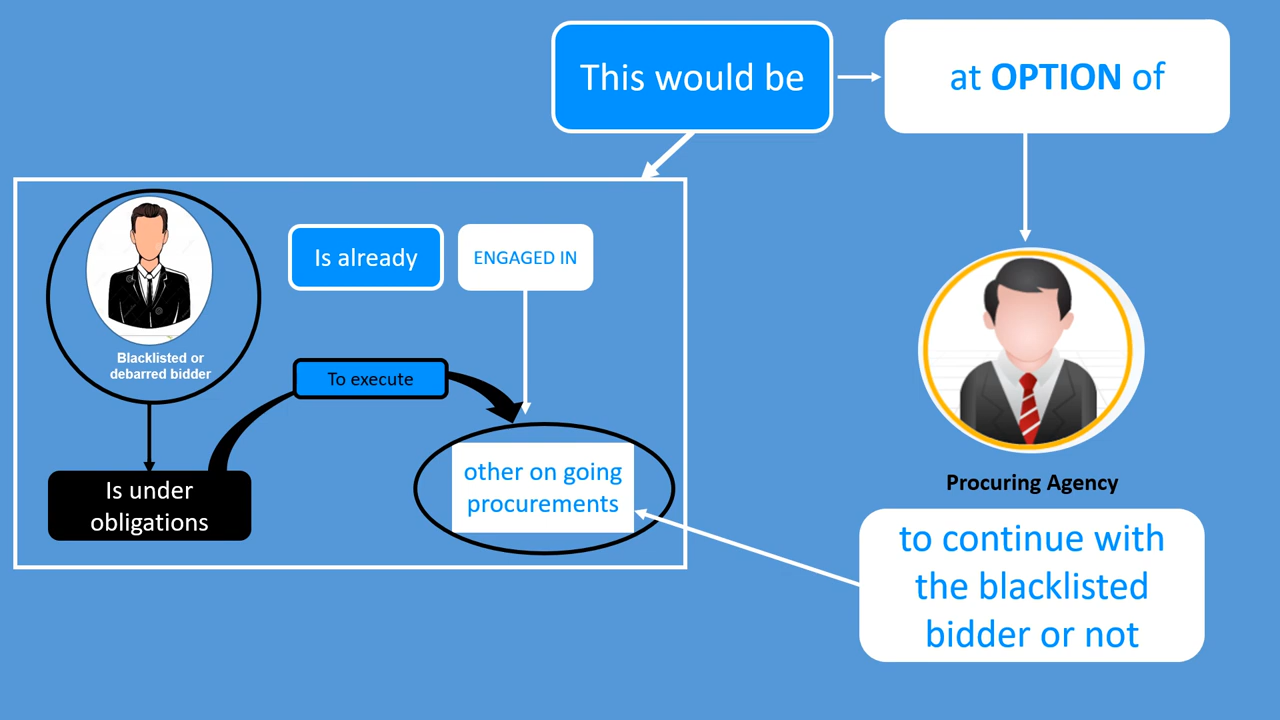 This would be
at OPTION of
Is already
ENGAGED IN
Blacklisted or
debarred bidder
To execute
Is under
obligations
other on going
procurements
Procuring Agency
to continue with
the blacklisted
bidder or not